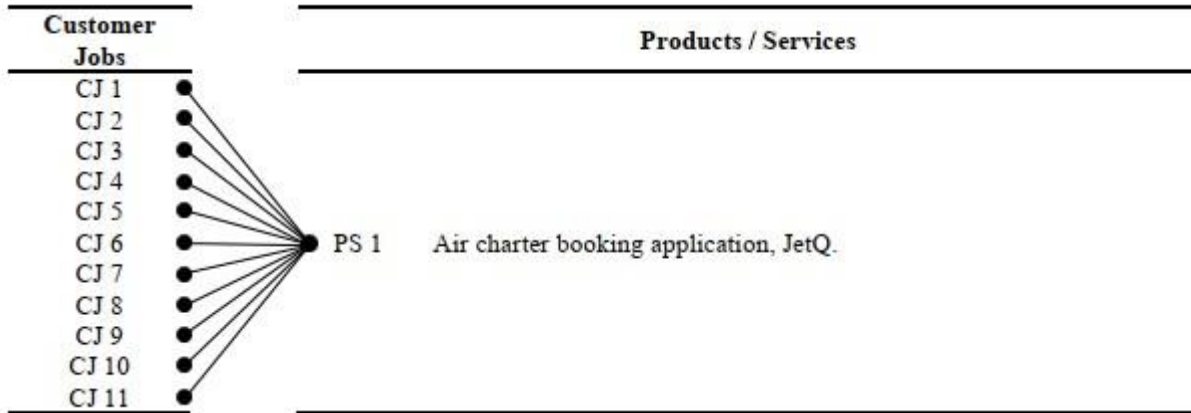 Customer
Jobs
Products / Services
CJ 1
CJ 2
CJ 3
CJ 4
CJ 5
CJ 6
CJ 7
CJ 8
CJ 9
CJ 10
CJ 11
PS 1 Air charter booking application, JetQ.